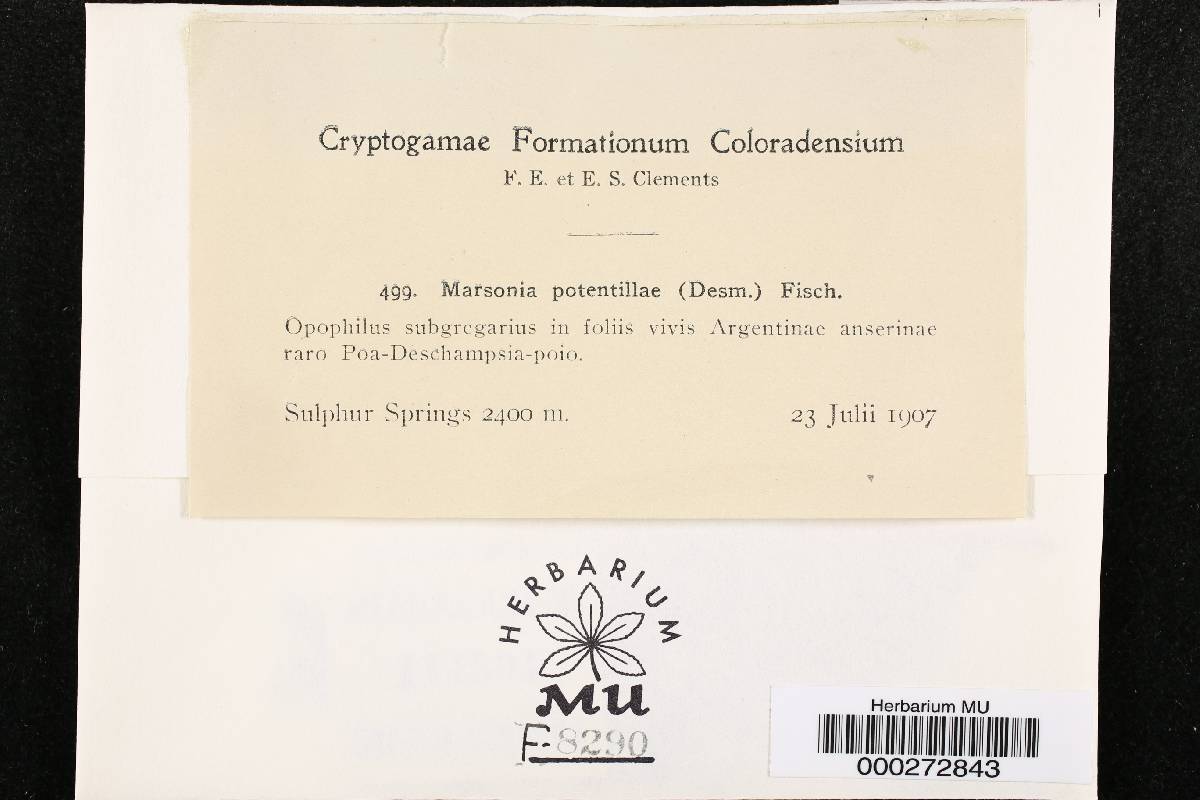 Cryptogamae Formationum Coloradensium
F. E. et E. S. Clements
499. Marsonia potentillae (Desm.) Fisch.
Opophilus subgregarius in foliis vivis Argentinae anserinae
raro Poa-Deschampsia-poio.
Sulphur Springs 2400 m. 23 Julii 1907
HERBARIUM
MU
F-8290
Herbarium MU
000272843